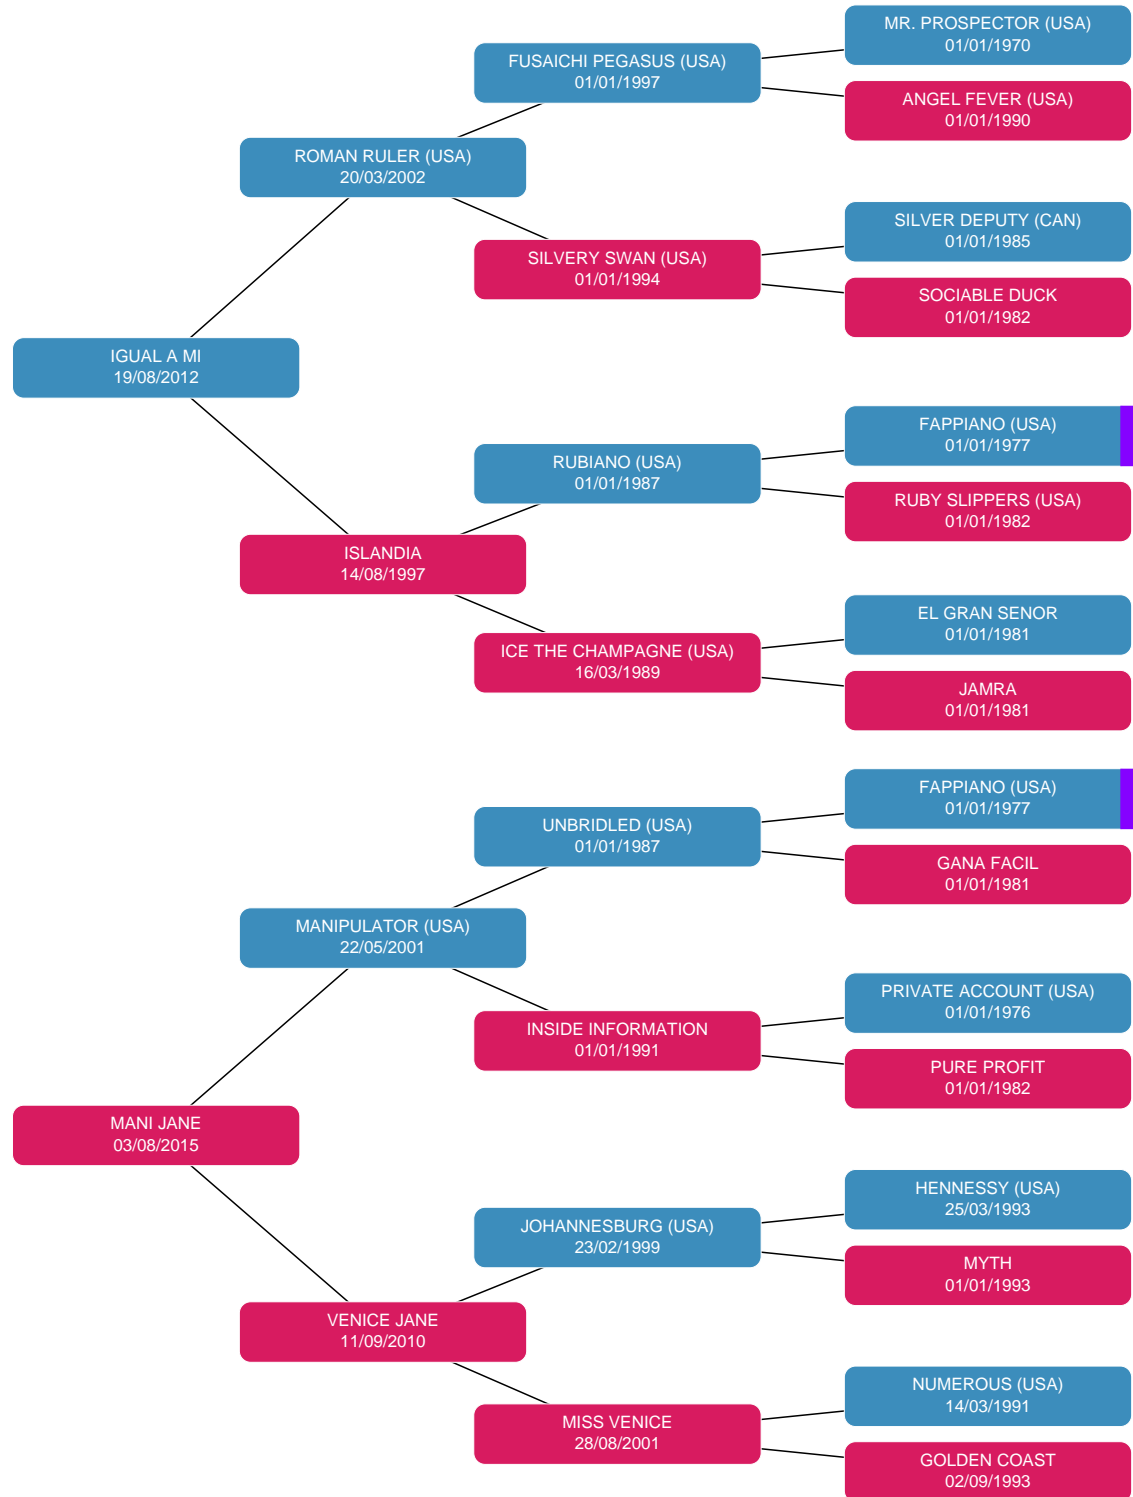 MR. PROSPECTOR (USA)
01/01/1970
FUSAICHI PEGASUS (USA)
01/01/1997
ANGEL FEVER (USA)
01/01/1990
ROMAN RULER (USA)
20/03/2002
SILVER DEPUTY (CAN)
01/01/1985
SILVERY SWAN (USA)
01/01/1994
SOCIABLE DUCK
01/01/1982
IGUAL A MI
19/08/2012
FAPPIANO (USA)
01/01/1977
RUBIANO (USA)
01/01/1987
RUBY SLIPPERS (USA)
01/01/1982
ISLANDIA
14/08/1997
EL GRAN SENOR
01/01/1981
ICE THE CHAMPAGNE (USA)
16/03/1989
JAMRA
01/01/1981
FAPPIANO (USA)
01/01/1977
UNBRIDLED (USA)
01/01/1987
GANA FACIL
01/01/1981
MANIPULATOR (USA)
22/05/2001
PRIVATE ACCOUNT (USA)
01/01/1976
INSIDE INFORMATION
01/01/1991
PURE PROFIT
01/01/1982
MANI JANE
03/08/2015
HENNESSY (USA)
25/03/1993
JOHANNESBURG (USA)
23/02/1999
MYTH
01/01/1993
VENICE JANE
11/09/2010
NUMEROUS (USA)
14/03/1991
MISS VENICE
28/08/2001
GOLDEN COAST
02/09/1993